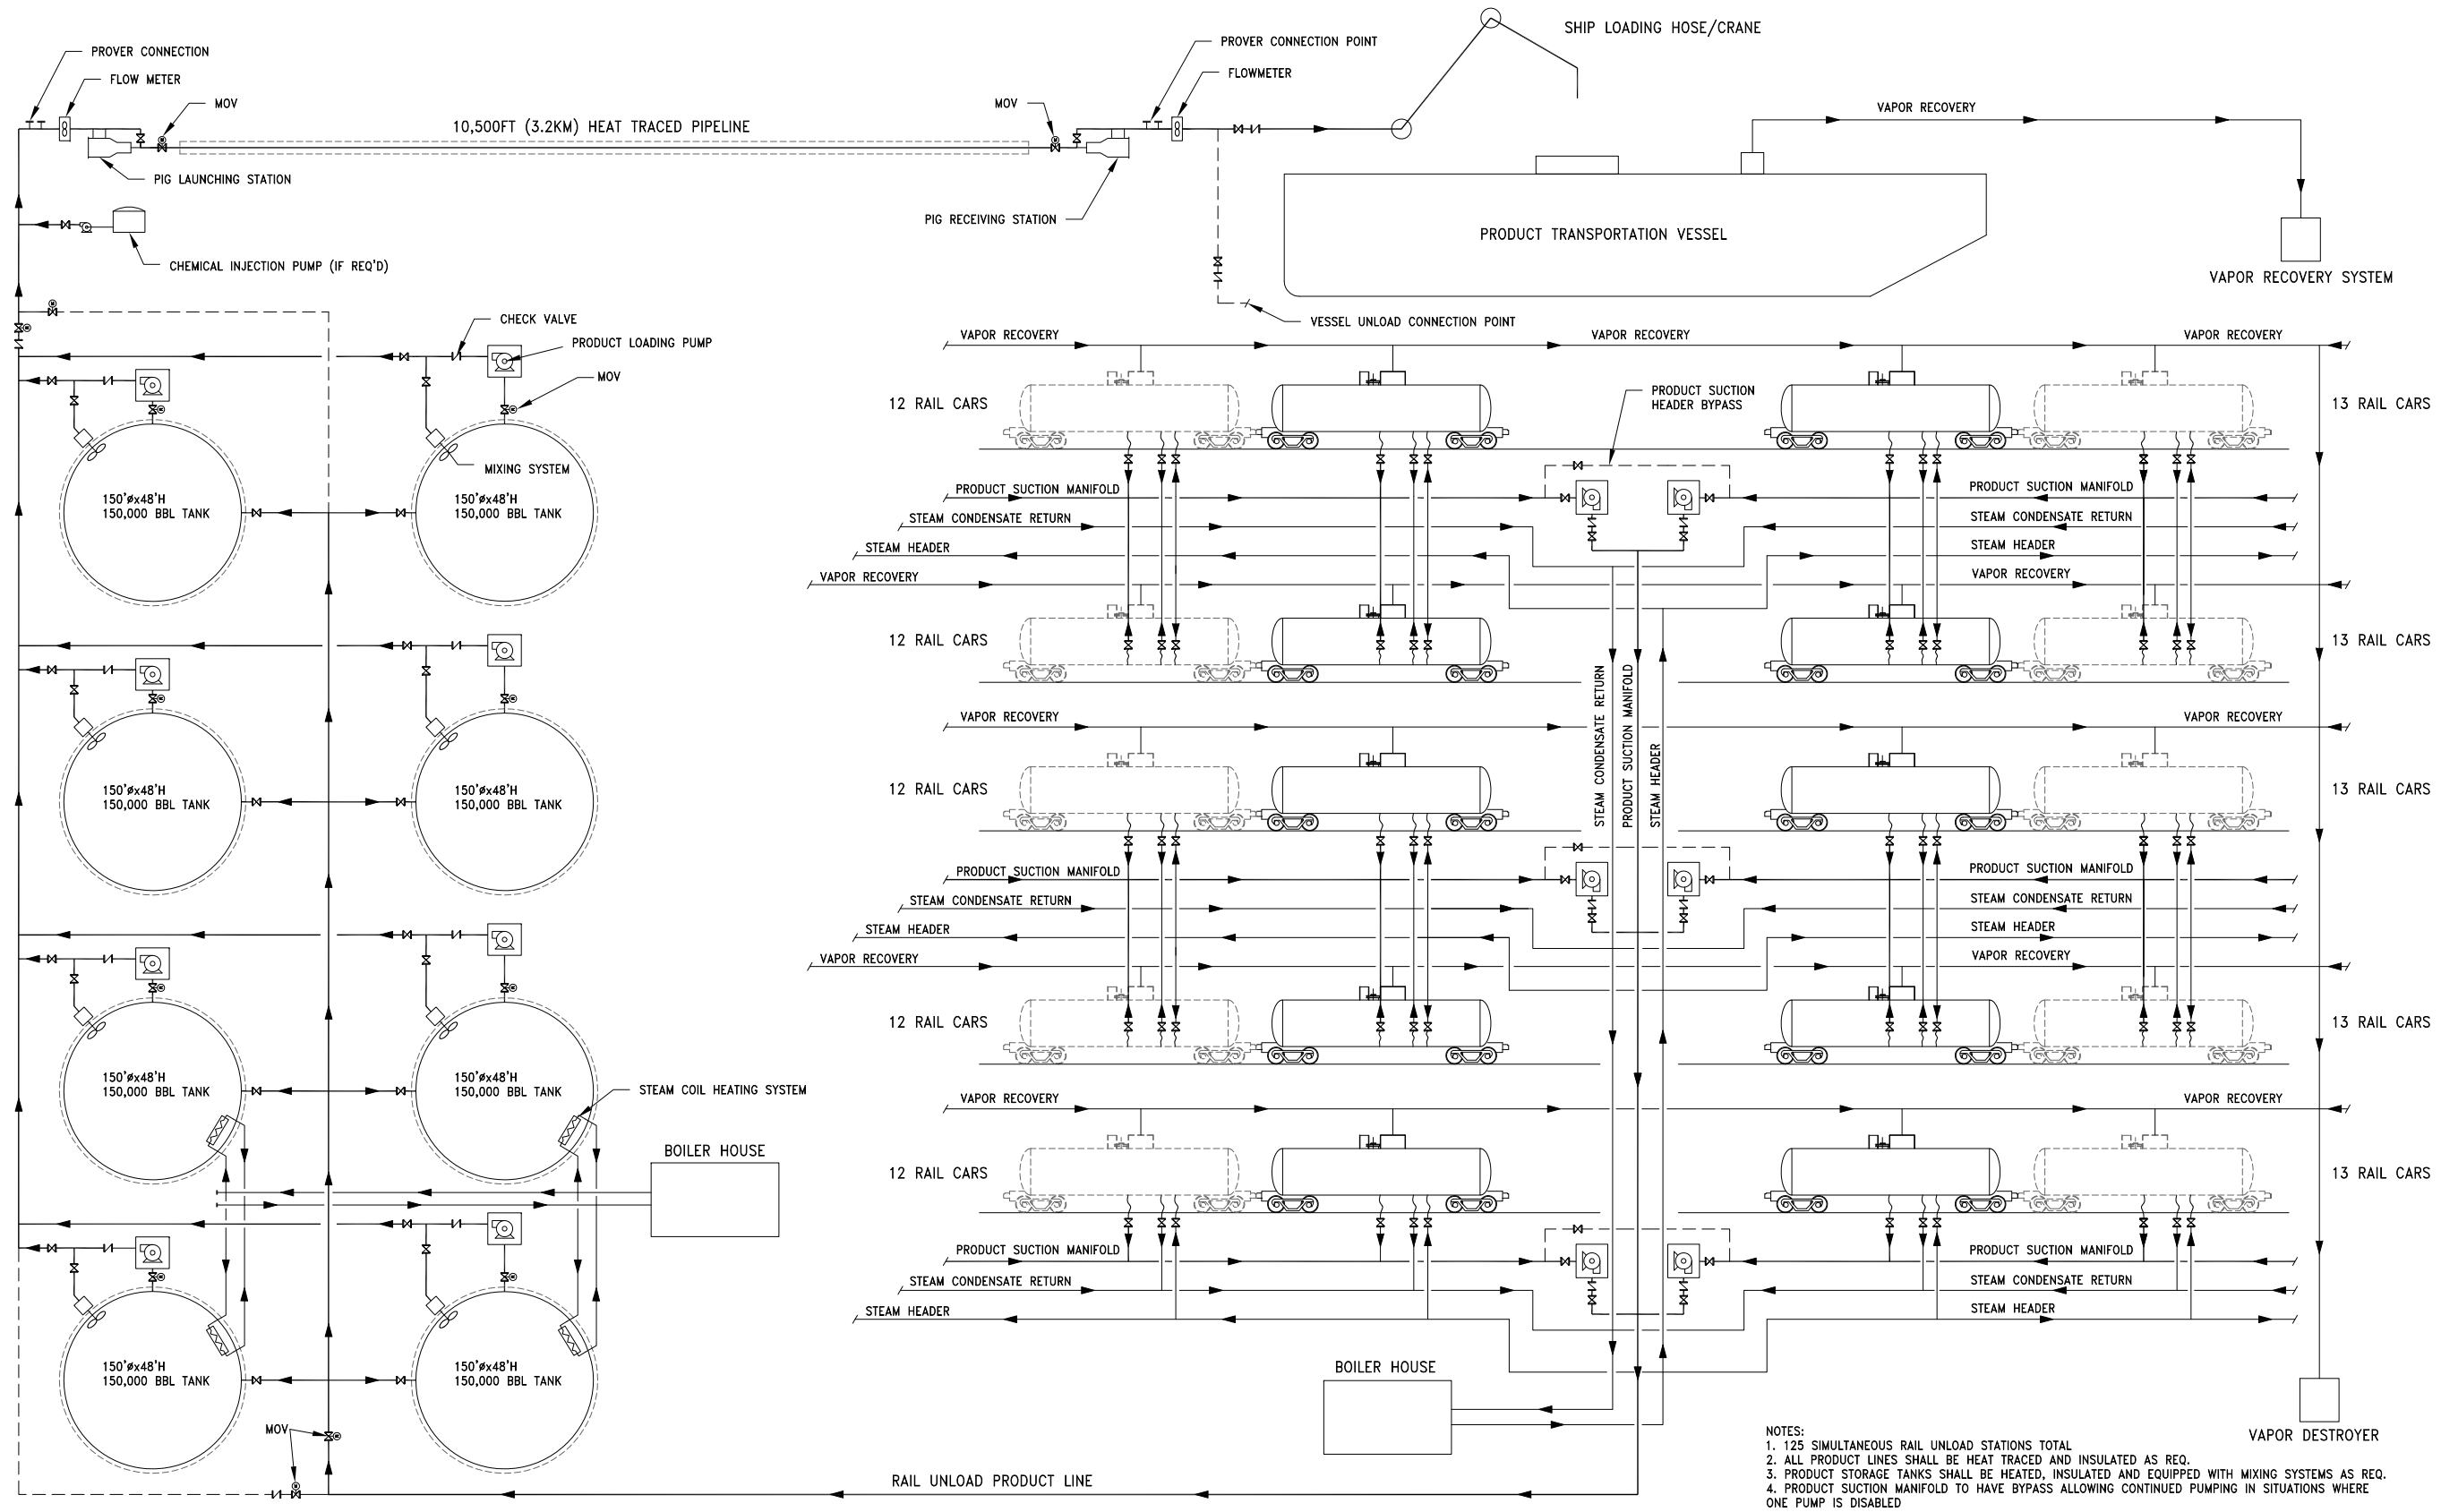 SHIP LOADING HOSE/CRANE
PROVER CONNECTION
PROVER CONNECTION POINT
FLOW METER
FLOWMETER
MOV
MOV
VAPOR RECOVERY
10,500FT (3.2KM) HEAT TRACED PIPELINE
PIG LAUNCHING STATION
PIG RECEIVING STATION
PRODUCT TRANSPORTATION VESSEL
CHEMICAL INJECTION PUMP (IF REQ'D)
VAPOR RECOVERY SYSTEM
CHECK VALVE
VESSEL UNLOAD CONNECTION POINT
PRODUCT LOADING PUMP
MOV
MIXING SYSTEM
150'øx48'H
150,000 BBL TANK
150'øx48'H
150,000 BBL TANK
150'øx48'H
150,000 BBL TANK
150'øx48'H
150,000 BBL TANK
150'øx48'H
150,000 BBL TANK
150'øx48'H
150,000 BBL TANK
STEAM COIL HEATING SYSTEM
BOILER HOUSE
150'øx48'H
150,000 BBL TANK
150'øx48'H
150,000 BBL TANK
MOV
RAIL UNLOAD PRODUCT LINE
VAPOR RECOVERY
VAPOR RECOVERY
VAPOR RECOVERY
12 RAIL CARS
PRODUCT SUCTION
HEADER BYPASS
13 RAIL CARS
PRODUCT SUCTION MANIFOLD
PRODUCT SUCTION MANIFOLD
STEAM CONDENSATE RETURN
STEAM CONDENSATE RETURN
STEAM HEADER
STEAM HEADER
VAPOR RECOVERY
VAPOR RECOVERY
12 RAIL CARS
13 RAIL CARS
STEAM CONDENSATE RETURN
PRODUCT SUCTION MANIFOLD
STEAM HEADER
VAPOR RECOVERY
VAPOR RECOVERY
12 RAIL CARS
13 RAIL CARS
PRODUCT SUCTION MANIFOLD
PRODUCT SUCTION MANIFOLD
STEAM CONDENSATE RETURN
STEAM CONDENSATE RETURN
STEAM HEADER
STEAM HEADER
VAPOR RECOVERY
VAPOR RECOVERY
12 RAIL CARS
13 RAIL CARS
VAPOR RECOVERY
VAPOR RECOVERY
12 RAIL CARS
13 RAIL CARS
PRODUCT SUCTION MANIFOLD
PRODUCT SUCTION MANIFOLD
STEAM CONDENSATE RETURN
STEAM CONDENSATE RETURN
STEAM HEADER
STEAM HEADER
BOILER HOUSE
VAPOR DESTROYER
NOTES:
1. 125 SIMULTANEOUS RAIL UNLOAD STATIONS TOTAL
2. ALL PRODUCT LINES SHALL BE HEAT TRACED AND INSULATED AS REQ.
3. PRODUCT STORAGE TANKS SHALL BE HEATED, INSULATED AND EQUIPPED WITH MIXING SYSTEMS AS REQ.
4. PRODUCT SUCTION MANIFOLD TO HAVE BYPASS ALLOWING CONTINUED PUMPING IN SITUATIONS WHERE
ONE PUMP IS DISABLED